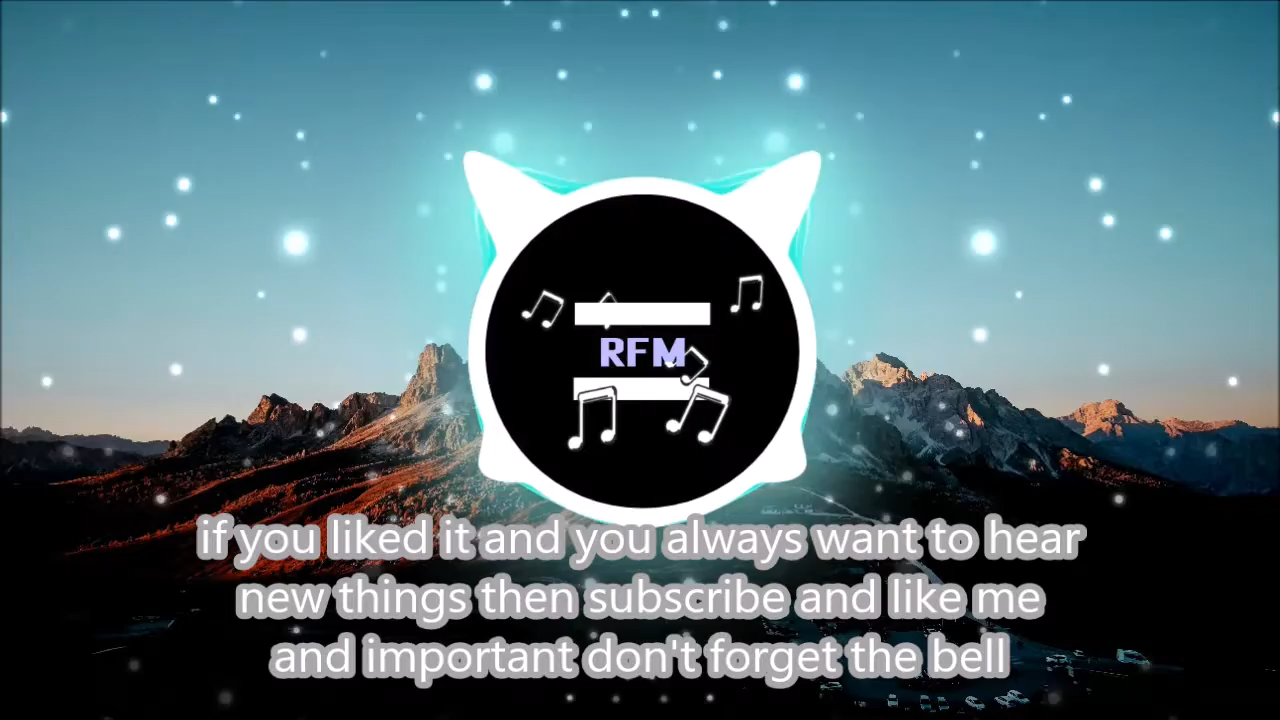 RFM
if you liked it and you always want to hear
new things then subscribe and like me
and important don't forget the bell